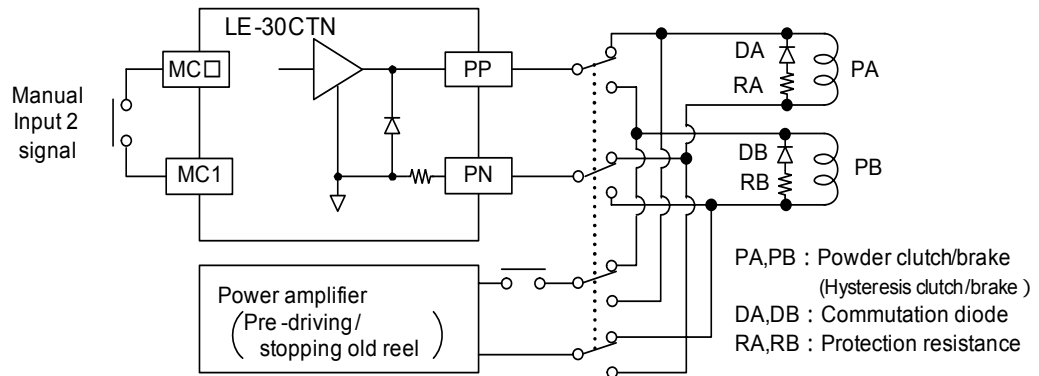 LE-30CTN
MC□
PP
Manual
Input 2
signal
MC1
PN
DA
RA
PA
DB
RB
PB
Power amplifier
(Pre-driving/
stopping old reel)
PA,PB : Powder clutch/brake
(Hysteresis clutch/brake)
DA,DB : Commutation diode
RA,RB : Protection resistance